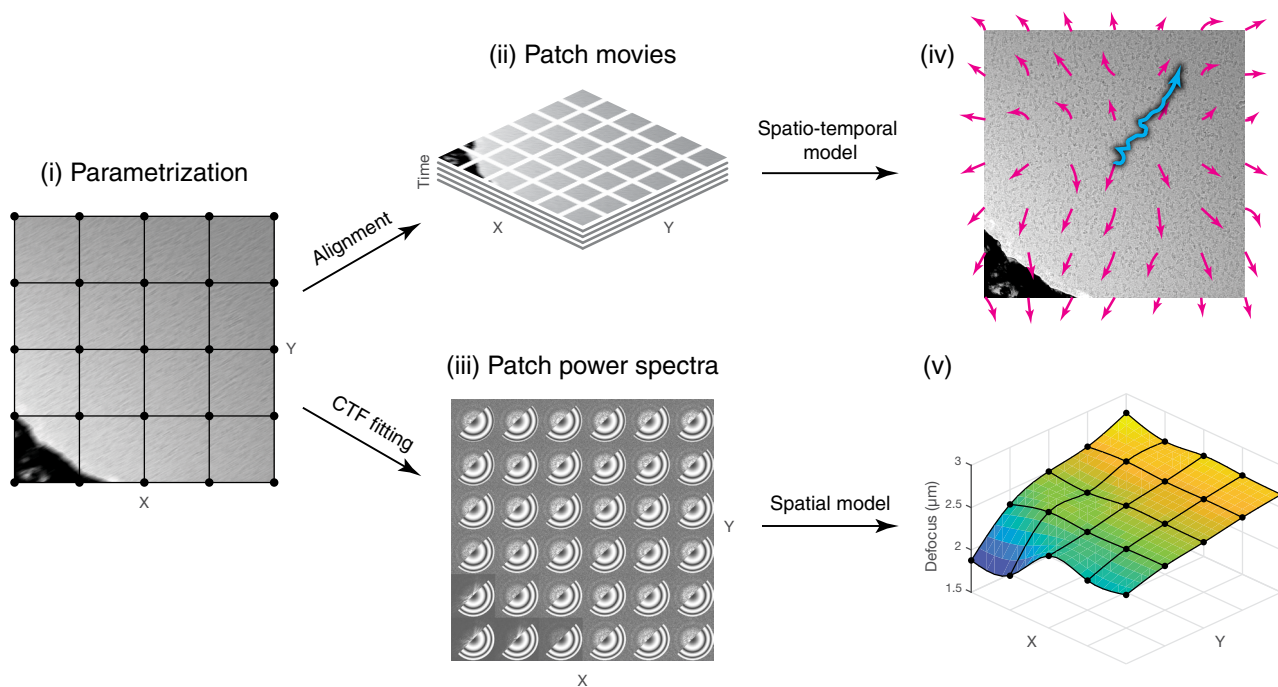 (i) Parametrization
Y
X
Alignment
CTF fitting
(ii) Patch movies
Time
X
Y
(iii) Patch power spectra
Y
X
Spatio-temporal
model
Spatial model
(iv)
(v)
3
2.5
2
1.5
Defocus (μm)
X
Y